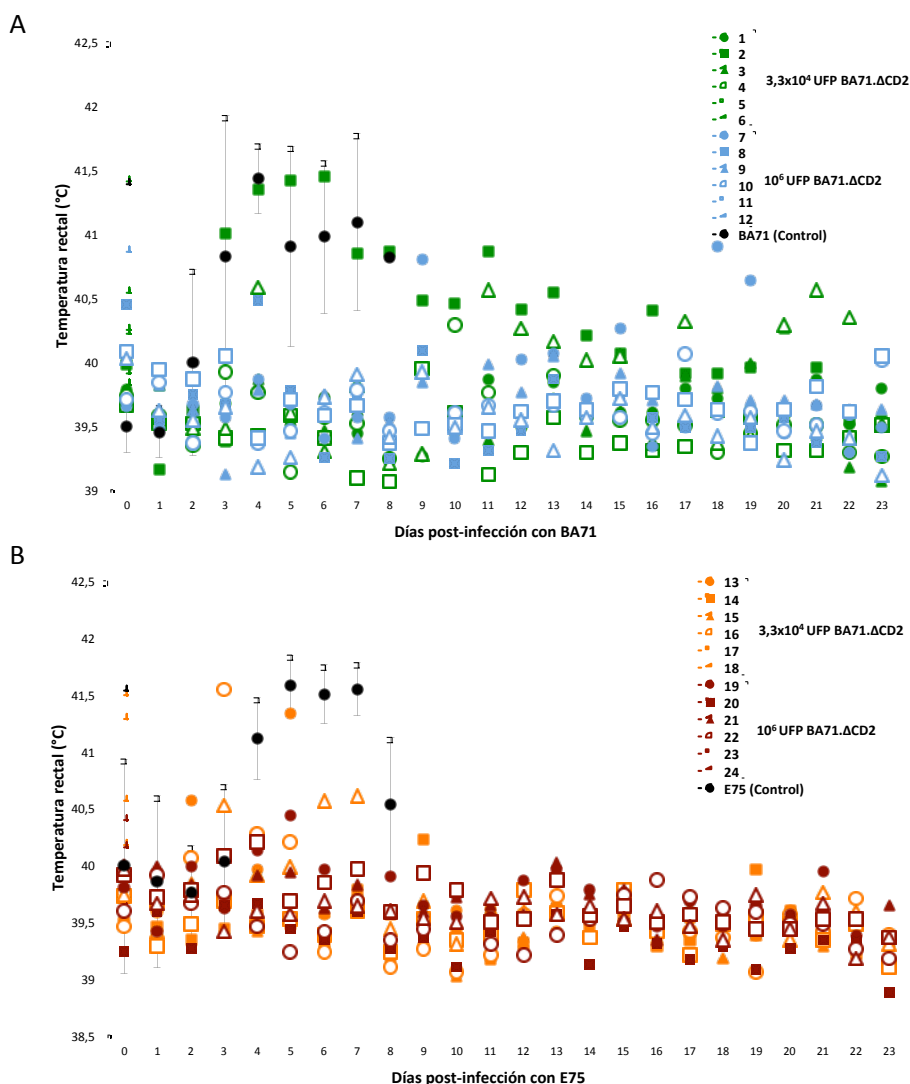 A
42,5
42
41,5
41
40,5
40
39,5
39
Temperatura rectal (°C)
0 1 2 3 4 5 6 7 8 9 10 11 12 13 14 15 16 17 18 19 20 21 22 23
Días post-infección con BA71
1
2
3
4
5
6
3,3x10⁴ UFP BA71.ΔCD2
7
8
9
10
11
12
10⁶ UFP BA71.ΔCD2
BA71 (Control)
B
42,5
42
41,5
41
40,5
40
39,5
39
38,5
Temperatura rectal (°C)
0 1 2 3 4 5 6 7 8 9 10 11 12 13 14 15 16 17 18 19 20 21 22 23
Días post-infección con E75
13
14
15
16
17
18
3,3x10⁴ UFP BA71.ΔCD2
19
20
21
22
23
24
10⁶ UFP BA71.ΔCD2
E75 (Control)